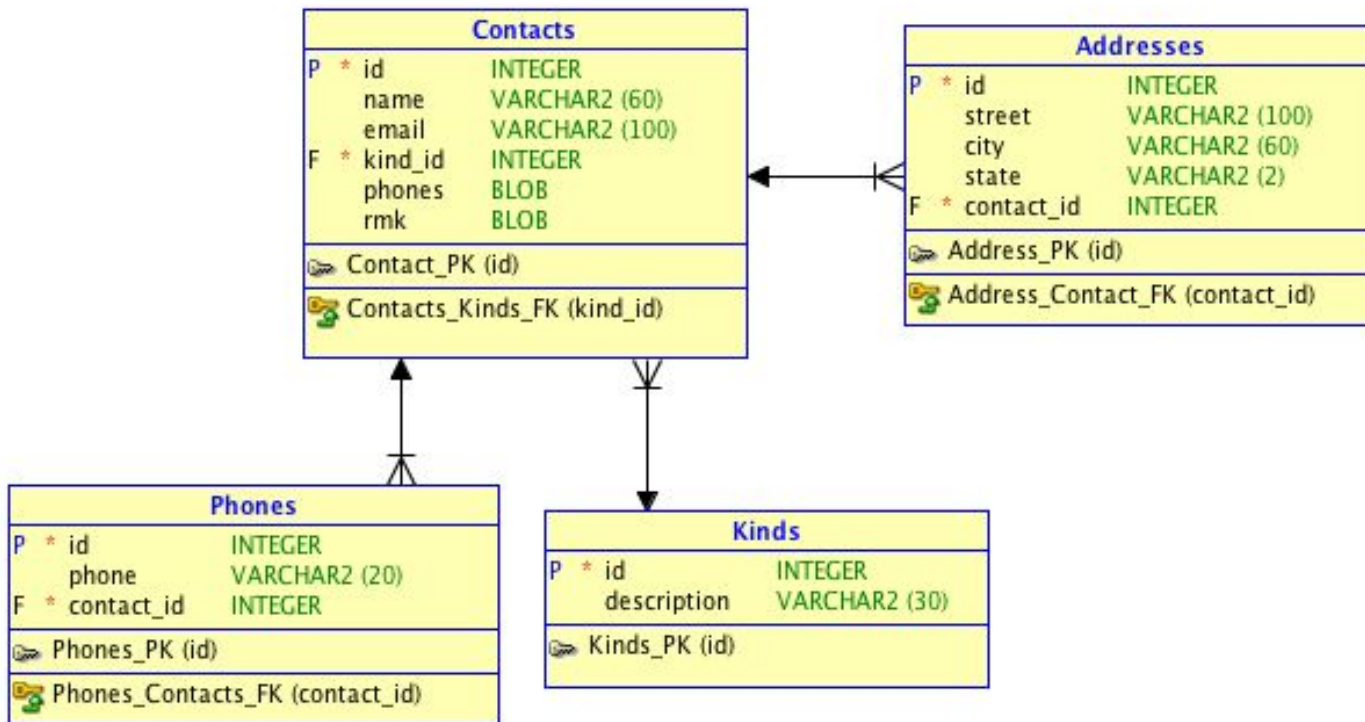 Contacts
P * id INTEGER
name VARCHAR2 (60)
email VARCHAR2 (100)
F * kind_id INTEGER
phones BLOB
rmk BLOB
Contact_PK (id)
Contacts_Kinds_FK (kind_id)
Addresses
P * id INTEGER
street VARCHAR2 (100)
city VARCHAR2 (60)
state VARCHAR2 (2)
F * contact_id INTEGER
Address_PK (id)
Address_Contact_FK (contact_id)
Phones
P * id INTEGER
phone VARCHAR2 (20)
F * contact_id INTEGER
Phones_PK (id)
Phones_Contacts_FK (contact_id)
Kinds
P * id INTEGER
description VARCHAR2 (30)
Kinds_PK (id)